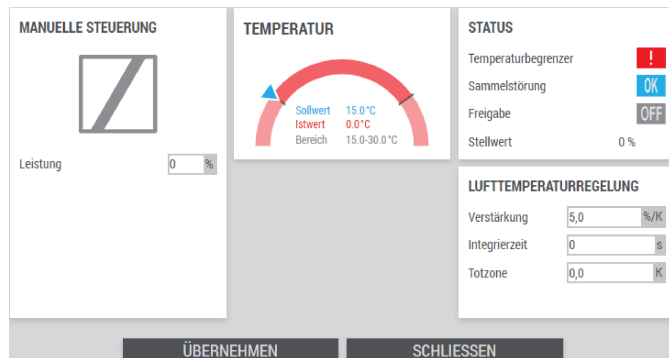 MANUELLE STEUERUNG
Leistung 0 %
TEMPERATUR
Sollwert 15.0°C
Istwert 0.0°C
Bereich 15.0-30.0°C
STATUS
Temperaturbegrenzer !
Sammelstörung OK
Freigabe OFF
Stellwert 0 %
LUFTTEMPERATURREGELUNG
Verstärkung 5,0 %/K
Integrierzeit 0 s
Totzone 0,0 K
ÜBERNEHMEN SCHLIESSEN